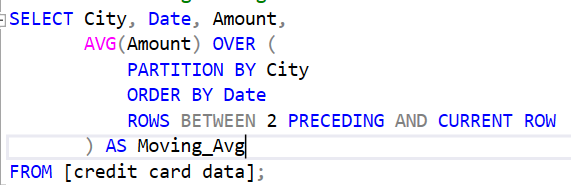 SELECT City, Date, Amount,
AVG(Amount) OVER (
PARTITION BY City
ORDER BY Date
ROWS BETWEEN 2 PRECEDING AND CURRENT ROW
) AS Moving_Avg
FROM [credit card data];